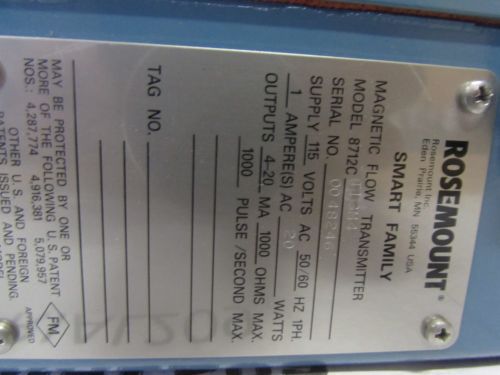 ROSEMOUNT®
Rosemount Inc.
Eden Prairie, MN 55344 USA
SMART FAMILY
MAGNETIC FLOW TRANSMITTER
MODEL 8712C
SERIAL NO. 0048246
SUPPLY 115 VOLTS AC 50/60 HZ 1PH.
1 AMPERE(S) AC 20 WATTS
OUTPUTS 4-20 MA 1000 OHMS MAX.
1000 PULSE/SECOND MAX.
TAG NO.
MAY BE PROTECTED BY ONE OR
MORE OF THE FOLLOWING U.S. PATENT
NOS.: 4,287,774 4,916,381 5,079,957
OTHER U.S. AND FOREIGN
PATENTS ISSUED AND PENDING.
FM
APPROVED